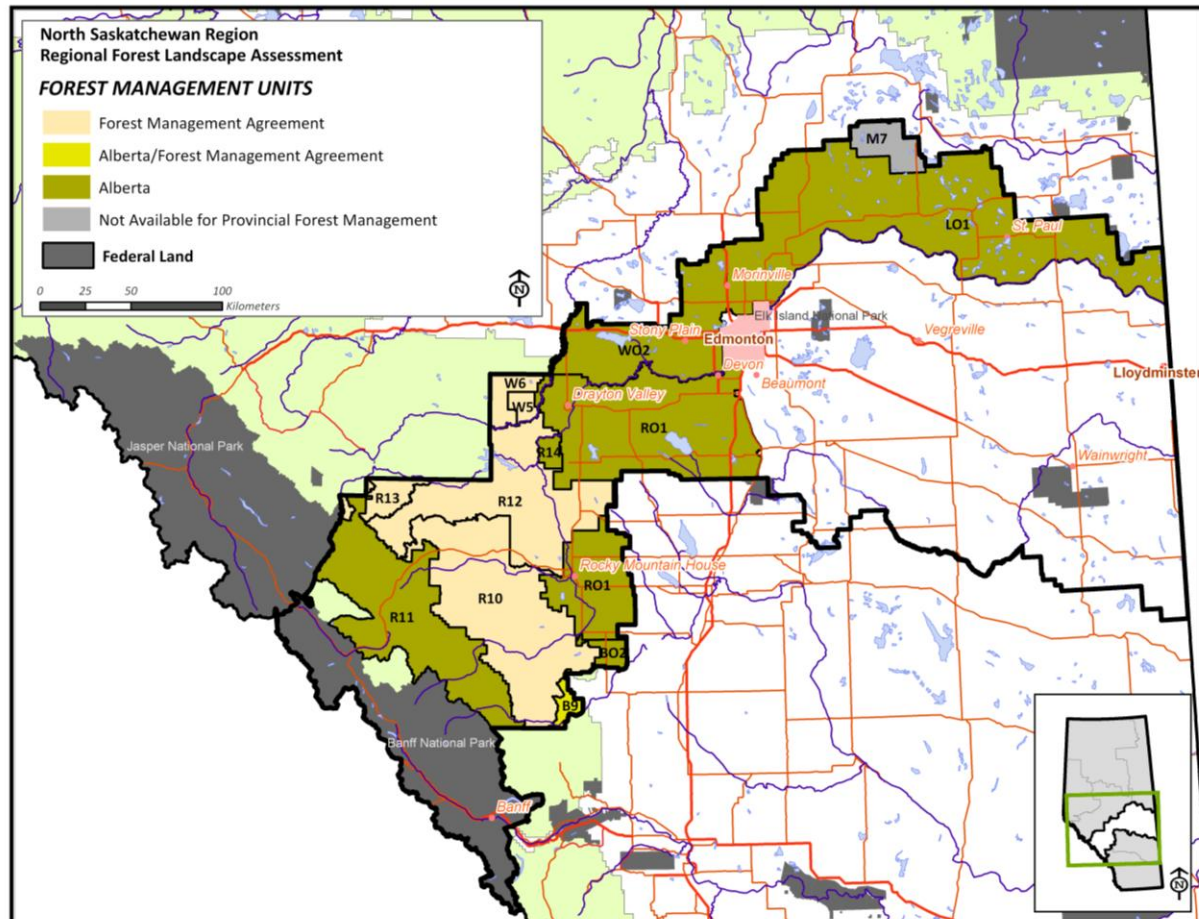 North Saskatchewan Region
Regional Forest Landscape Assessment
FOREST MANAGEMENT UNITS
Forest Management Agreement
Alberta/Forest Management Agreement
Alberta
Not Available for Provincial Forest Management
Federal Land
0 25 50 100
Kilometers
N
M7
LO1
St. Paul
Morinville
Elk Island National Park
Stony Plain
Edmonton
Vegreville
WO2
Devon
Beaumont
Lloydminster
W6
W5
Drayton Valley
RO1
Jasper National Park
R14
Wainwright
R13
R12
Rocky Mountain House
RO1
R10
R11
BO2
B9
Banff National Park
Banff
N